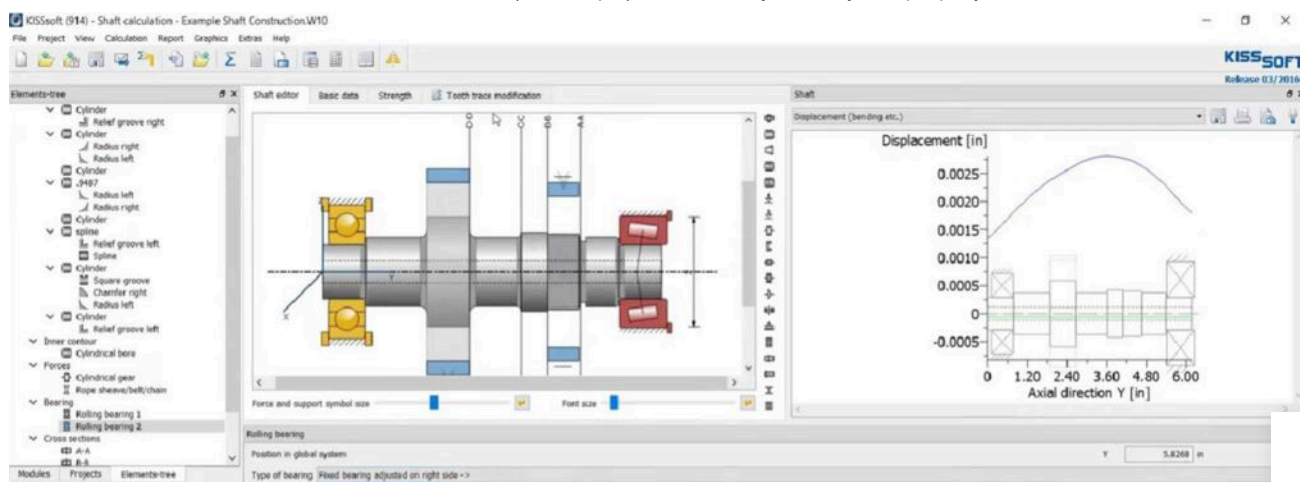 KISSsoft (914) - Shaft calculation - Example Shaft Construction.W10
File Project View Calculation Report Graphics Extras Help
KISSSOFT
Release 03/2016
Elements-tree
Cylinder
Relief groove right
Cylinder
Radius right
Radius left
Cylinder
.9487
Radius left
Radius right
Cylinder
spline
Relief groove left
Spline
Cylinder
Square groove
Chamfer right
Radius left
Cylinder
Relief groove left
Inner contour
Cylindrical bore
Forces
Cylindrical gear
Rope sheave/belt/chain
Bearing
Rolling bearing 1
Rolling bearing 2
Cross sections
A-A
B-B
Modules Projects Elements-tree
Shaft editor Basic data Strength Tooth trace modification
DD CC BB AA
Y
X
Force and support symbol size Font size
Rolling bearing
Position in global system Y 5.8268 in
Type of bearing Fixed bearing adjusted on right side ->
Shaft
Displacement (bending etc.)
Displacement [in]
0.0025
0.0020
0.0015
0.0010
0.0005
0
-0.0005
0 1.20 2.40 3.60 4.80 6.00
Axial direction Y [in]